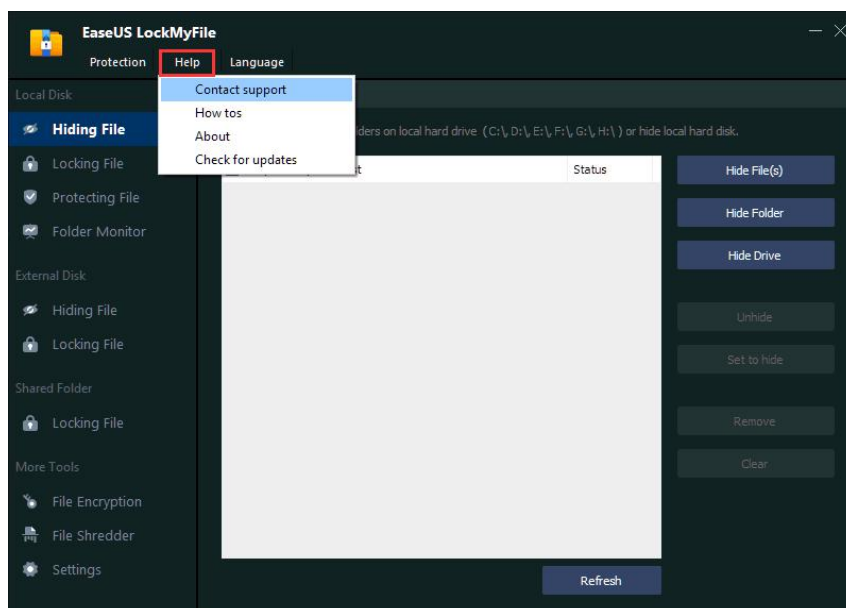 EaseUS LockMyFile
Protection Help Language
Local Disk
Contact support
How tos
About
Check for updates
Hiding File
lders on local hard drive (C:\, D:\, E:\, F:\, G:\, H:\ ) or hide local hard disk.
Locking File
Status
Hide File(s)
Protecting File
Hide Folder
Folder Monitor
Hide Drive
External Disk
Hiding File
Unhide
Locking File
Set to hide
Shared Folder
Locking File
Remove
More Tools
Clear
File Encryption
File Shredder
Settings
Refresh